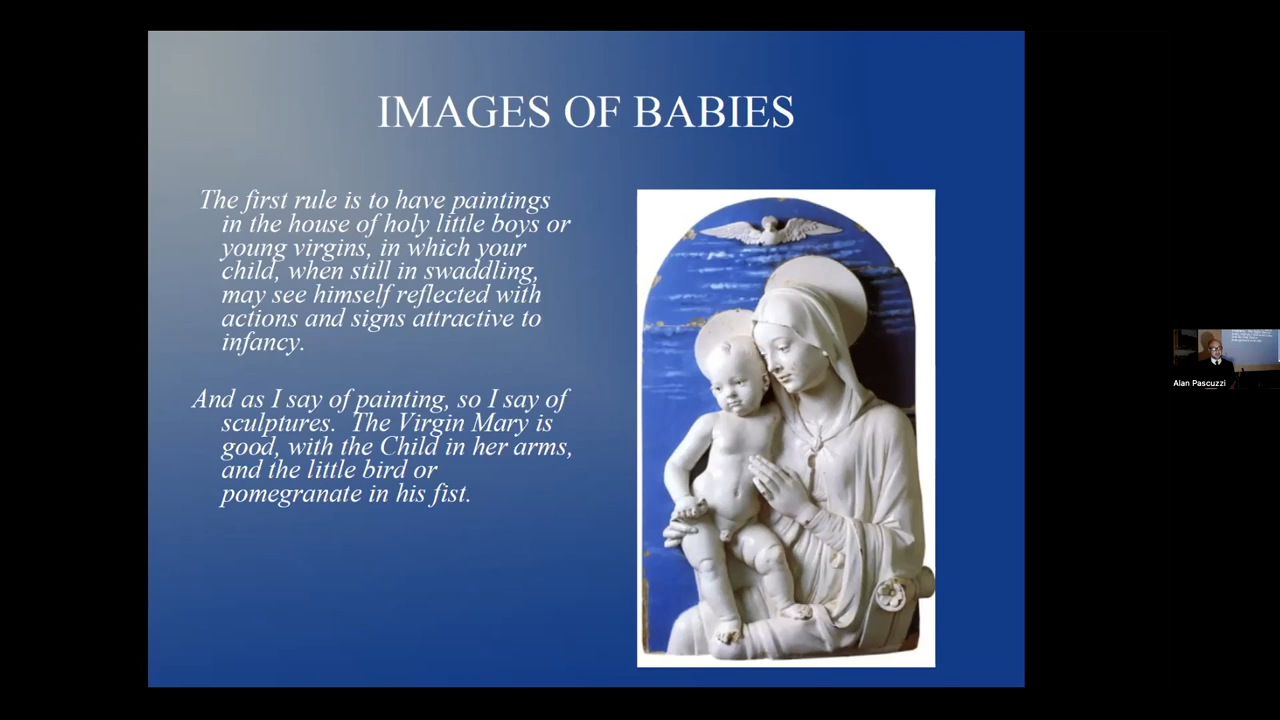 IMAGES OF BABIES
The first rule is to have paintings
in the house of holy little boys or
young virgins, in which your
child, when still in swaddling,
may see himself reflected with
actions and signs attractive to
infancy.
And as I say of painting, so I say of
sculptures. The Virgin Mary is
good, with the Child in her arms,
and the little bird or
pomegranate in his fist.
Alan Pascuzzi